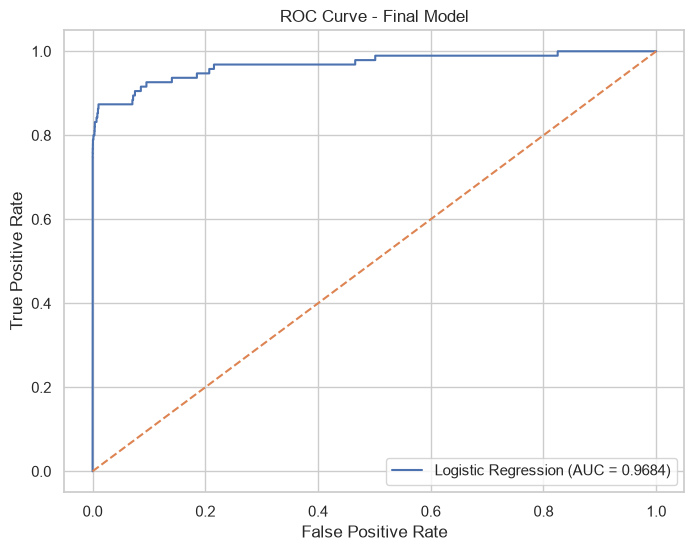 ROC Curve - Final Model
1.0
0.8
0.6
0.4
0.2
0.0
True Positive Rate
Logistic Regression (AUC = 0.9684)
0.0 0.2 0.4 0.6 0.8 1.0
False Positive Rate